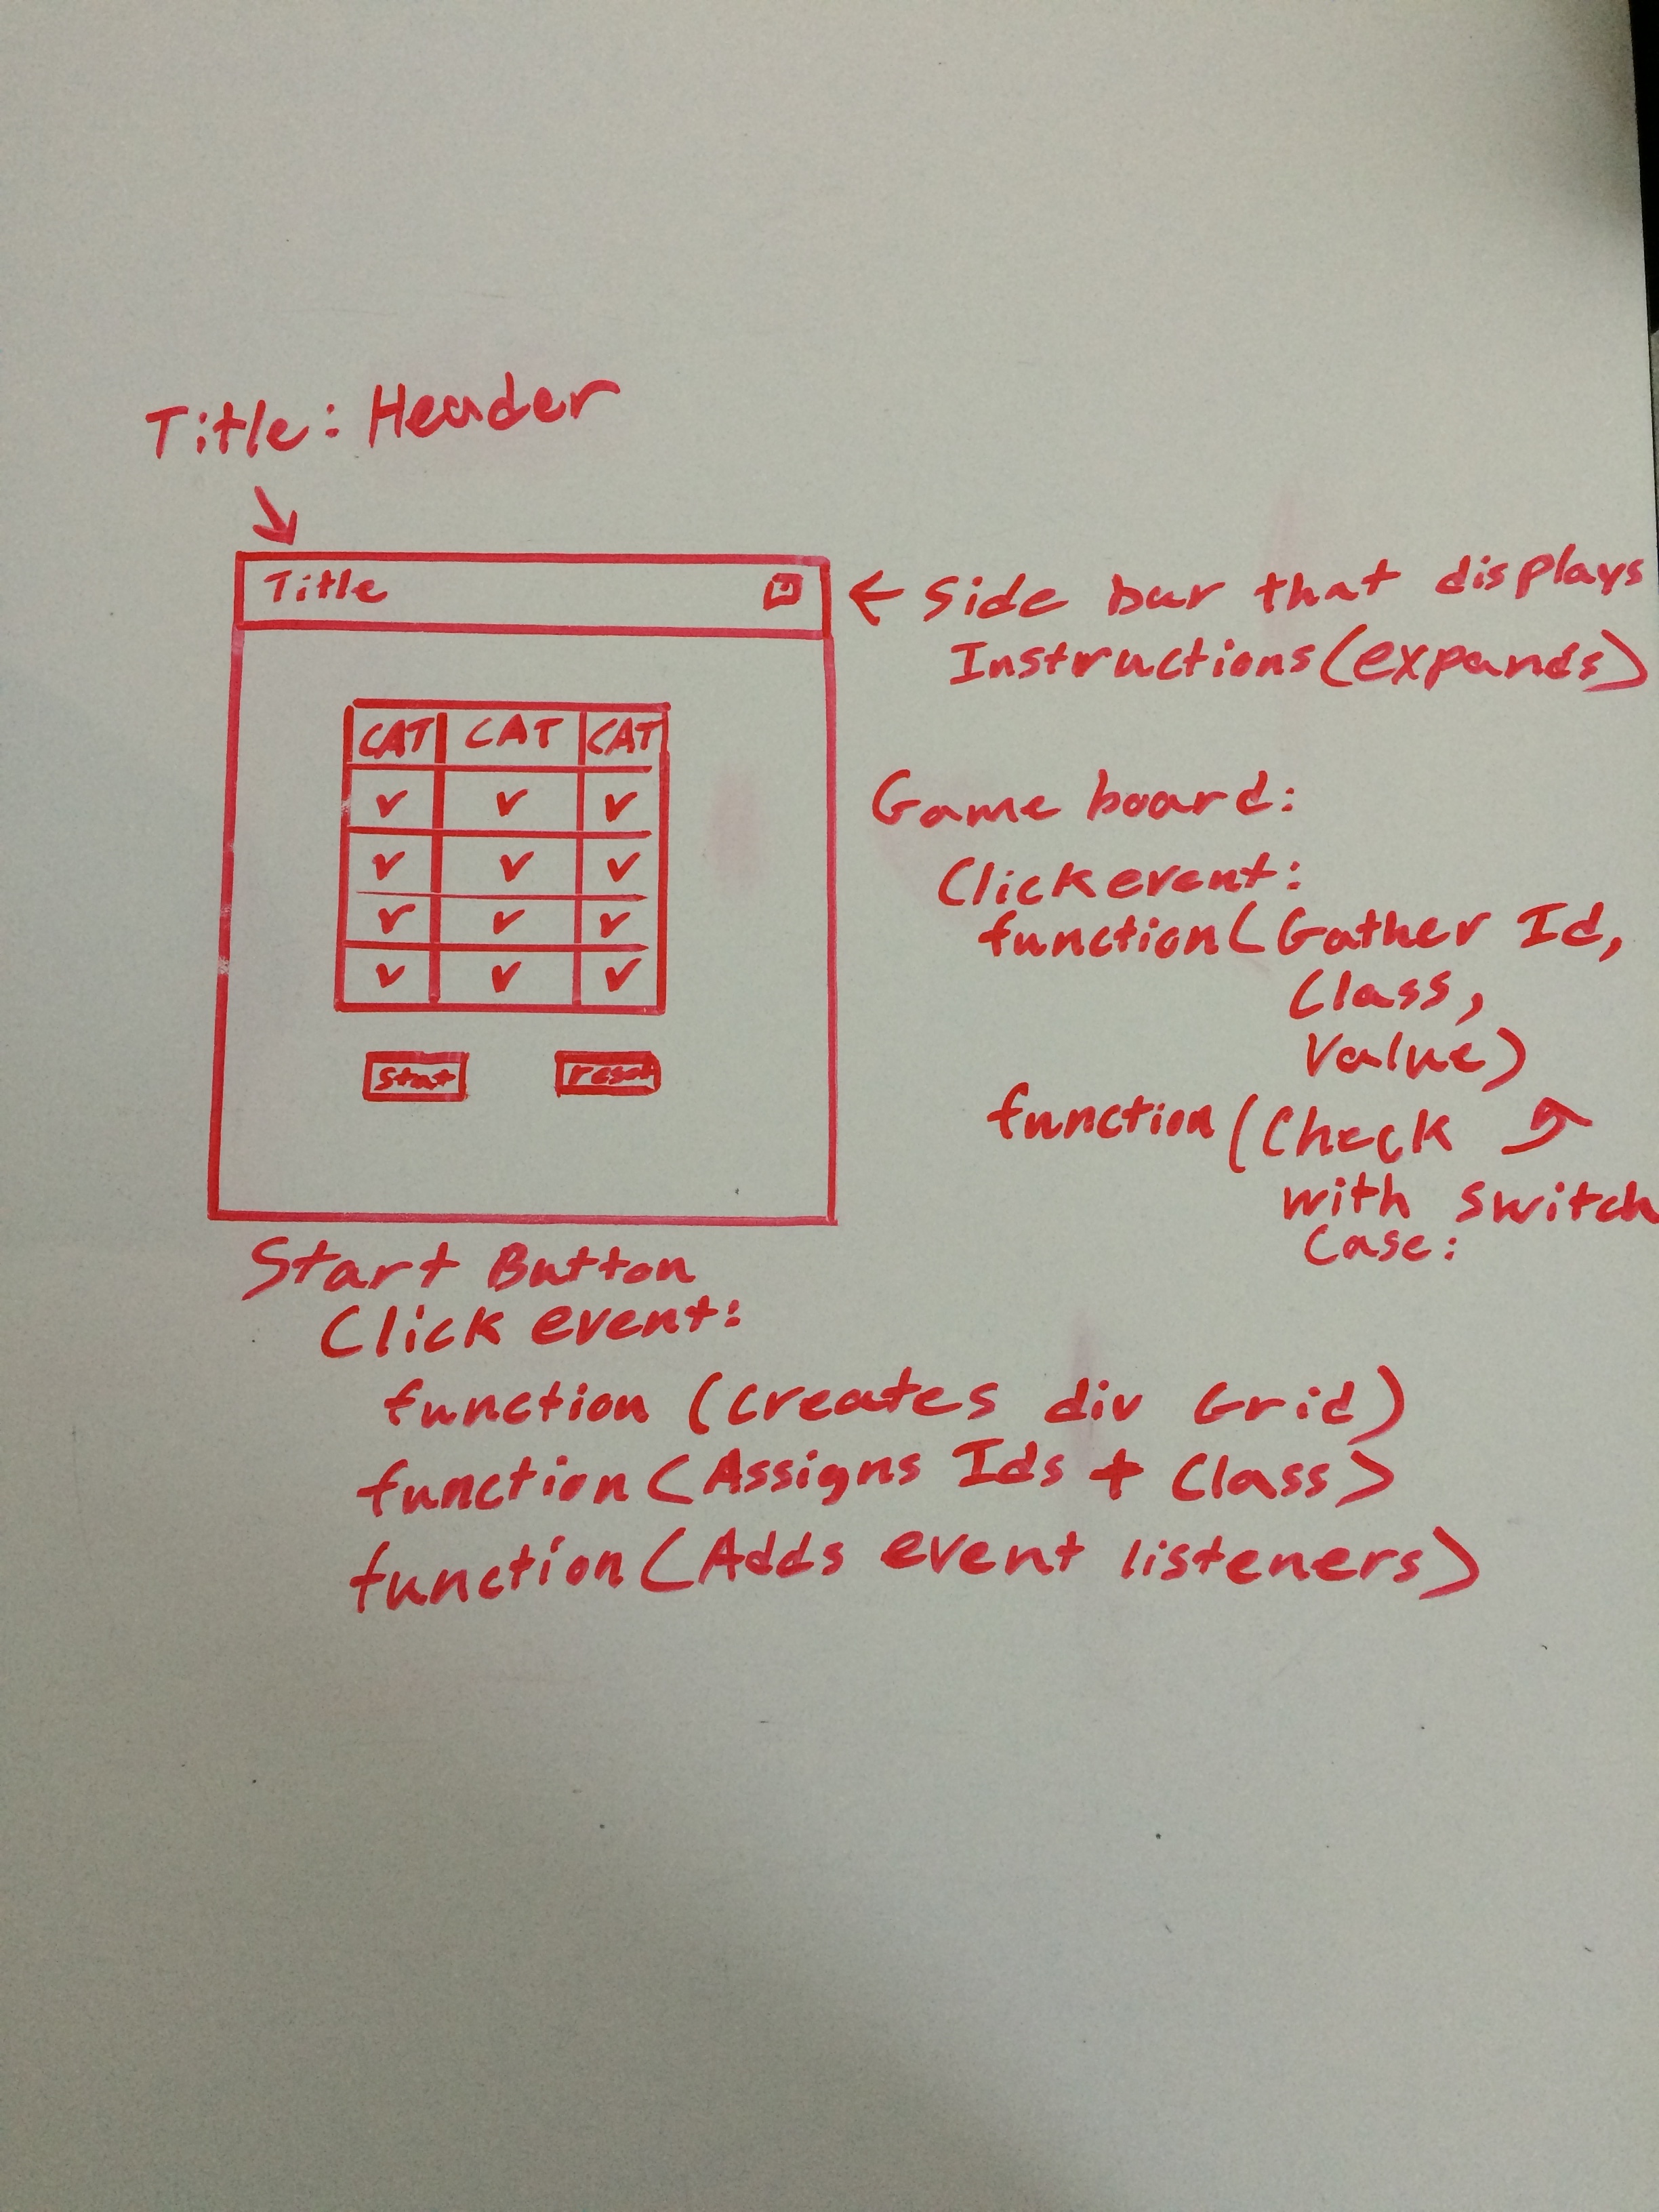 Title: Header
Title
← Side bar that displays
Instructions (expands)
CAT CAT CAT
v v v
v v v
v v v
v v v
Start reset
Game board:
Click event:
function (Gather Id,
Class,
Value)
function (Check
with switch
Case:
Start Button
Click event:
function (creates div Grid)
function (Assigns Ids + Class)
function (Adds event listeners)